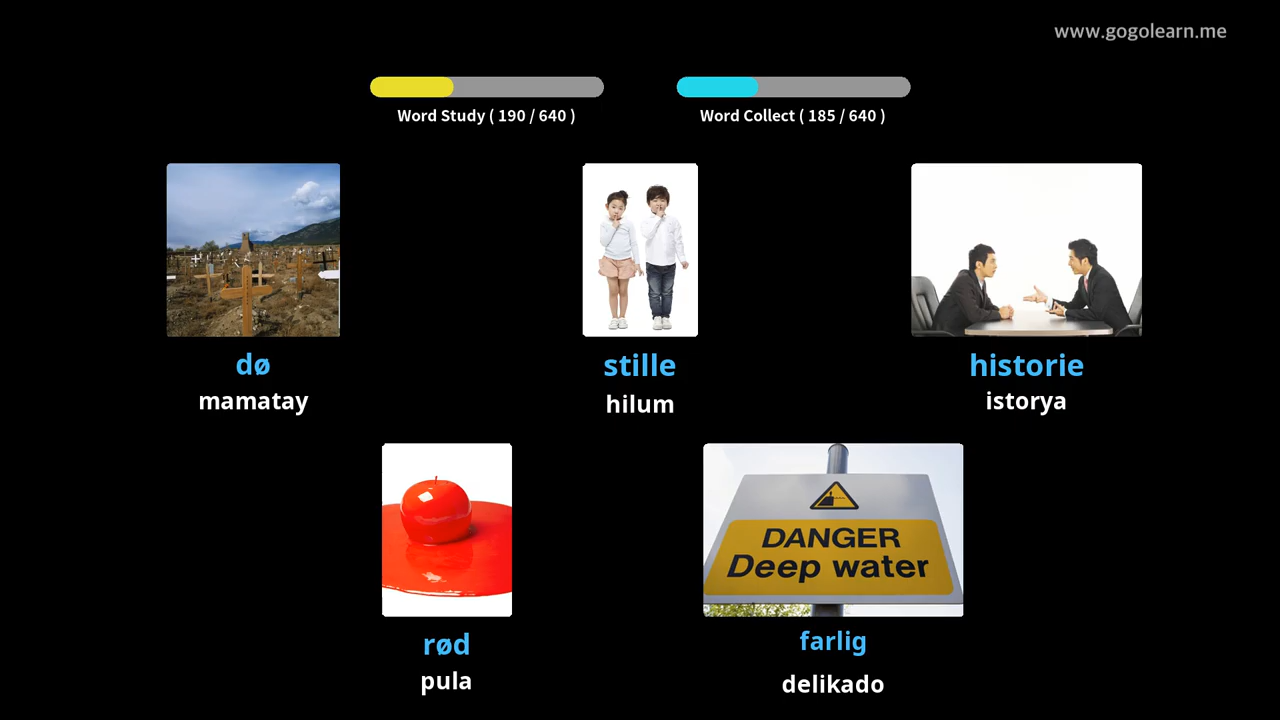 www.gogolearn.me
Word Study ( 190 / 640 )
Word Collect ( 185 / 640 )
dø
mamatay
stille
hilum
historie
istorya
DANGER
Deep water
rød
pula
farlig
delikado